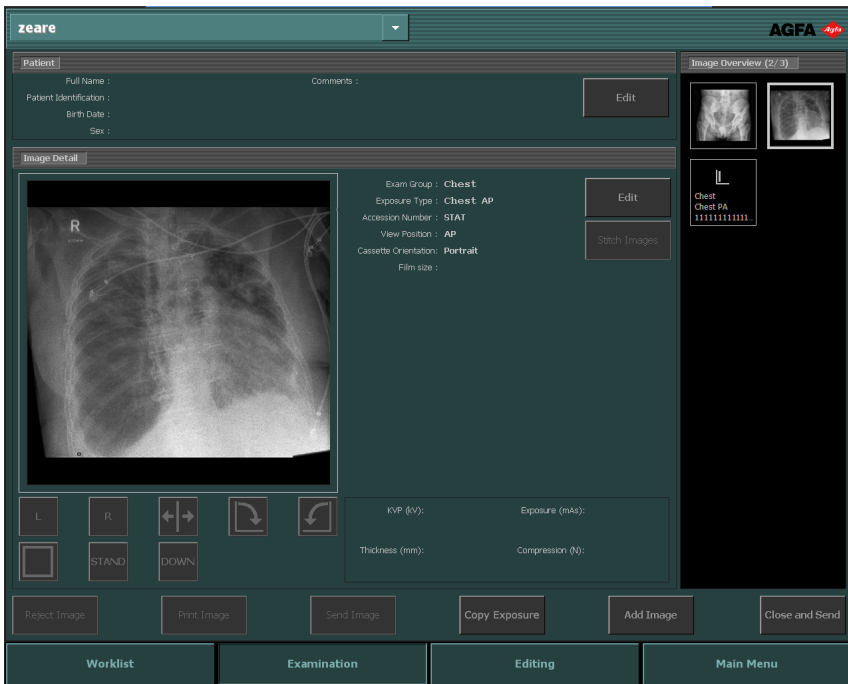 zeare
AGFA Agfa
Patient
Full Name :
Comments :
Patient Identification :
Birth Date :
Sex :
Edit
Image Overview (2/3)
Chest
Chest PA
111111111111...
Image Detail
R
Exam Group : Chest
Exposure Type : Chest AP
Accession Number : STAT
View Position : AP
Cassette Orientation: Portrait
Film size :
Edit
Stitch Images
L
R
STAND
DOWN
KVP (kV):
Exposure (mAs):
Thickness (mm):
Compression (N):
Reject Image
Print Image
Send Image
Copy Exposure
Add Image
Close and Send
Worklist
Examination
Editing
Main Menu